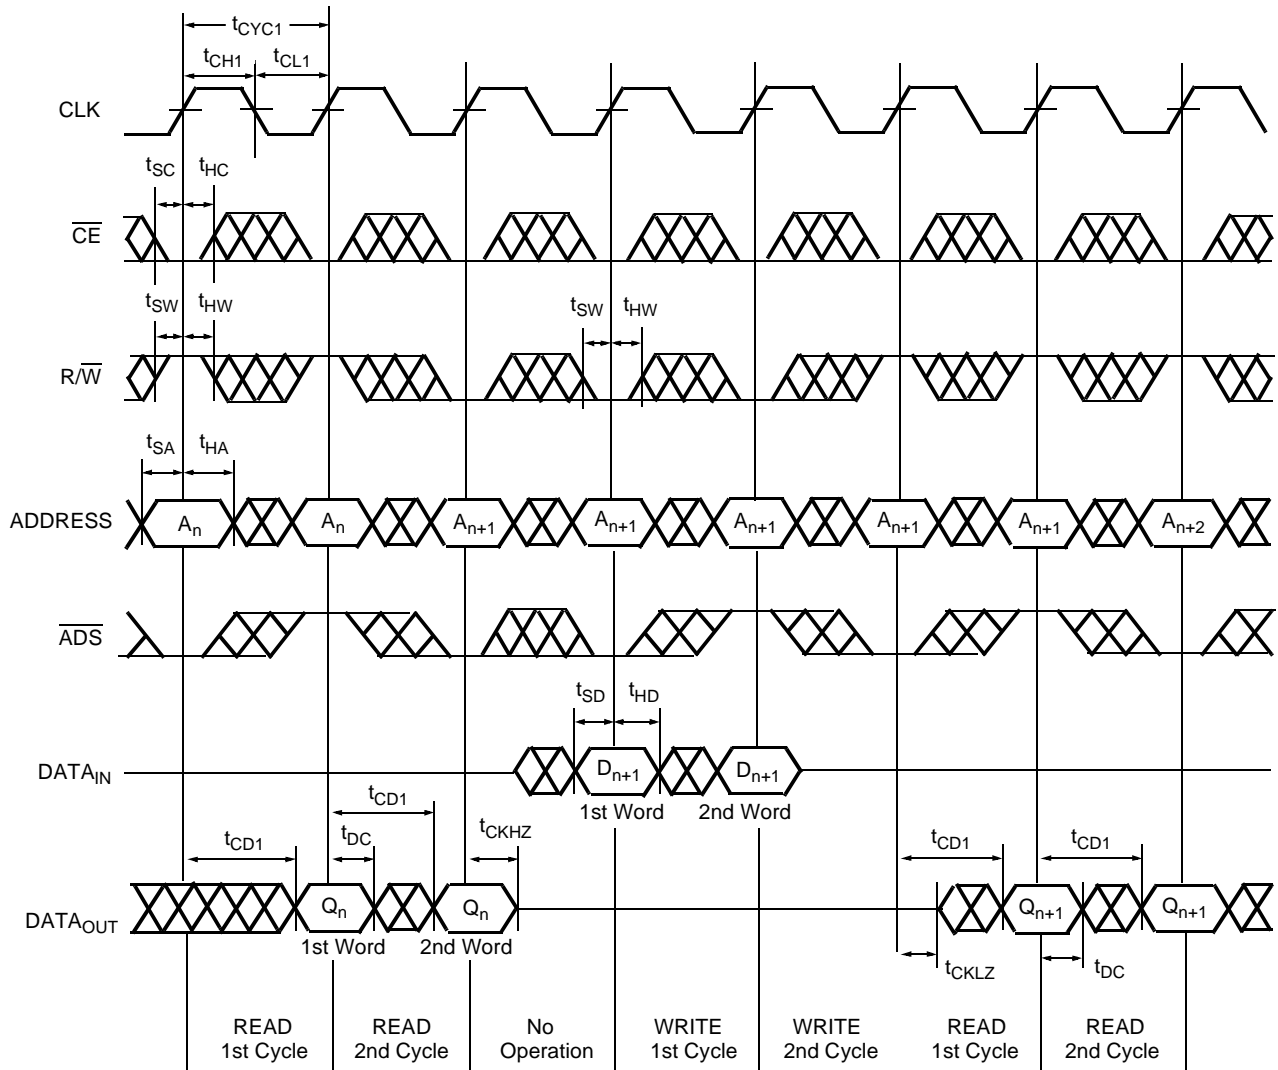 tCYC1
tCH1 tCL1
CLK
tSC tHC
CE
tSW tHW tSW tHW
R/W
tSA tHA
ADDRESS An An An+1 An+1 An+1 An+1 An+1 An+2
ADS
tSD tHD
DATAIN Dn+1 Dn+1
1st Word 2nd Word
tCD1
tCD1 tDC tCKHZ tCD1 tCD1
DATAOUT Qn Qn Qn+1 Qn+1
1st Word 2nd Word
tCKLZ tDC
READ READ No WRITE WRITE READ READ
1st Cycle 2nd Cycle Operation 1st Cycle 2nd Cycle 1st Cycle 2nd Cycle